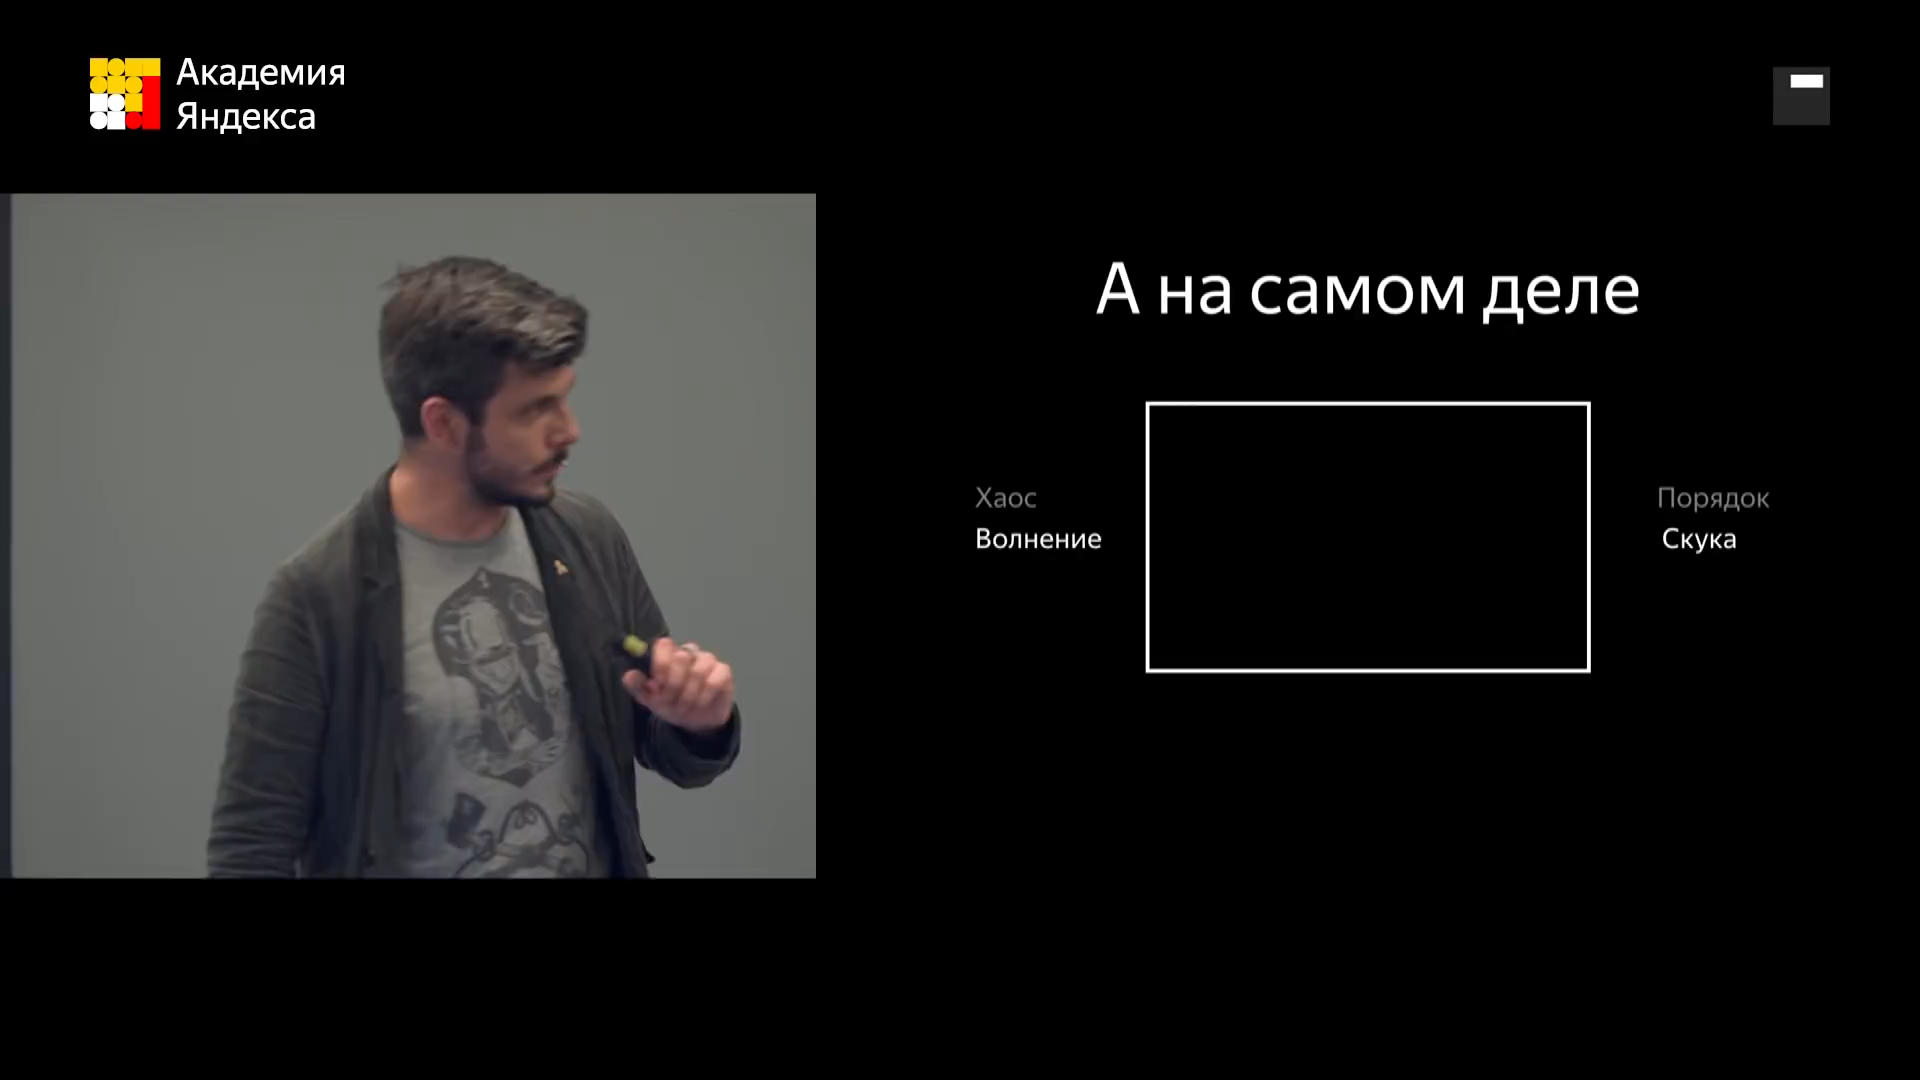 Академия
Яндекса
А на самом деле
Хаос
Волнение
Порядок
Скука